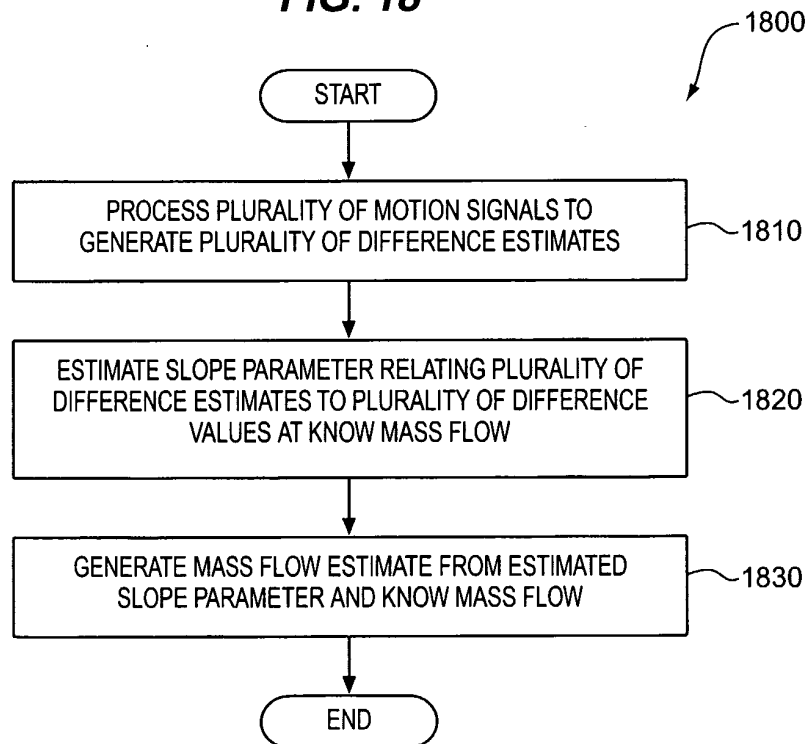 1800
START
PROCESS PLURALITY OF MOTION SIGNALS TO
GENERATE PLURALITY OF DIFFERENCE ESTIMATES
1810
ESTIMATE SLOPE PARAMETER RELATING PLURALITY OF
DIFFERENCE ESTIMATES TO PLURALITY OF DIFFERENCE
VALUES AT KNOW MASS FLOW
1820
GENERATE MASS FLOW ESTIMATE FROM ESTIMATED
SLOPE PARAMETER AND KNOW MASS FLOW
1830
END